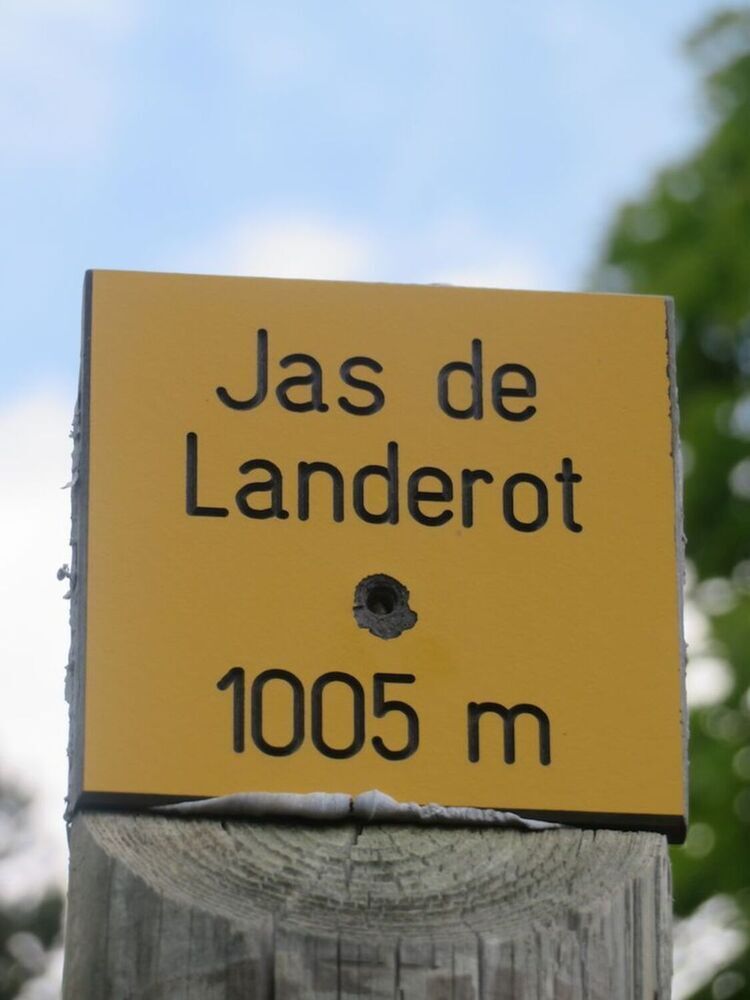 Jas de
Landerot
1005 m